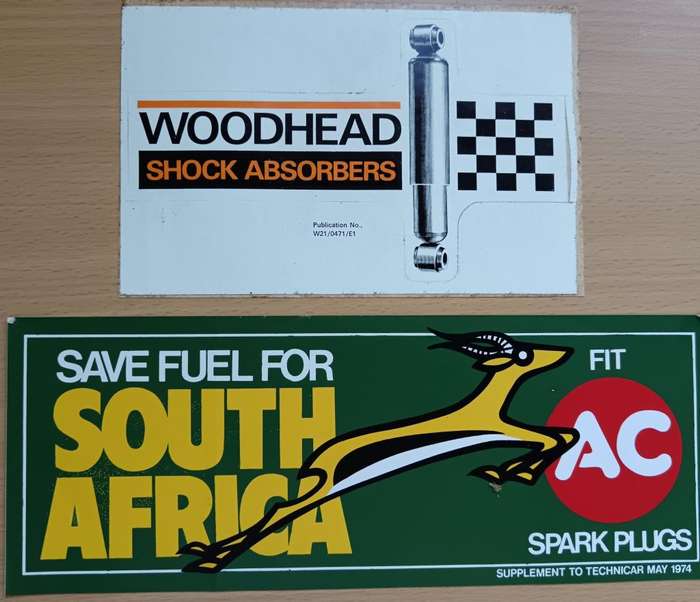 WOODHEAD
SHOCK ABSORBERS
Publication No.,
W21/0471/E1
SAVE FUEL FOR
SOUTH
AFRICA
FIT
AC
SPARK PLUGS
SUPPLEMENT TO TECHNICAR MAY 1974